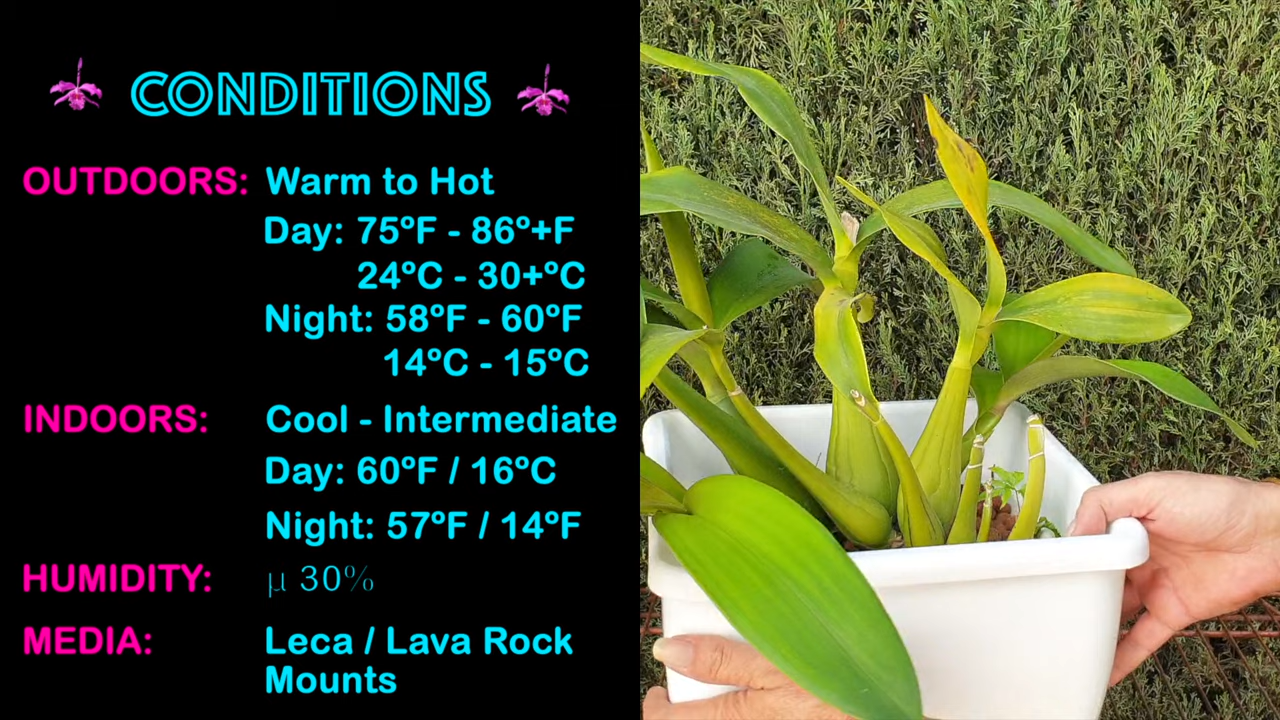 CONDITIONS
OUTDOORS: Warm to Hot
Day: 75ºF - 86º+F
24ºC - 30+ºC
Night: 58ºF - 60ºF
14ºC - 15ºC
INDOORS: Cool - Intermediate
Day: 60ºF / 16ºC
Night: 57ºF / 14ºF
HUMIDITY: μ 30%
MEDIA: Leca / Lava Rock
Mounts